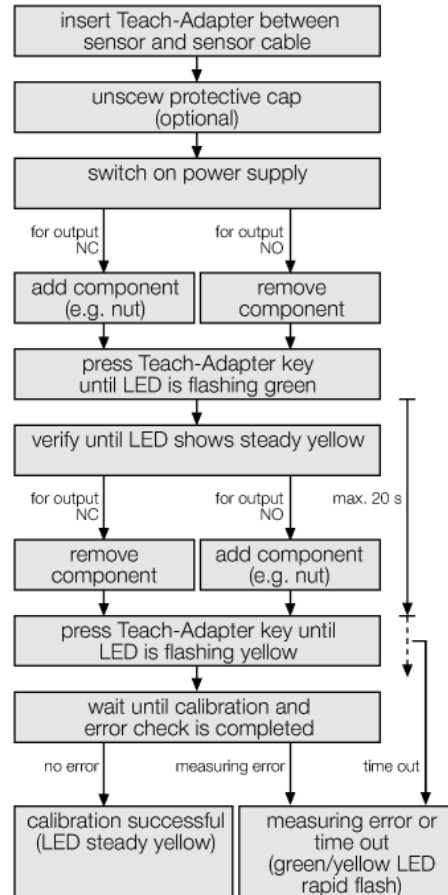 insert Teach-Adapter between
sensor and sensor cable
unscew protective cap
(optional)
switch on power supply
for output
NC
for output
NO
add component
(e.g. nut)
remove
component
press Teach-Adapter key
until LED is flashing green
verify until LED shows steady yellow
for output
NC
for output
NO
max. 20 s
remove
component
add component
(e.g. nut)
press Teach-Adapter key until
LED is flashing yellow
wait until calibration and
error check is completed
no error
measuring error
time out
calibration successful
(LED steady yellow)
measuring error or
time out
(green/yellow LED
rapid flash)